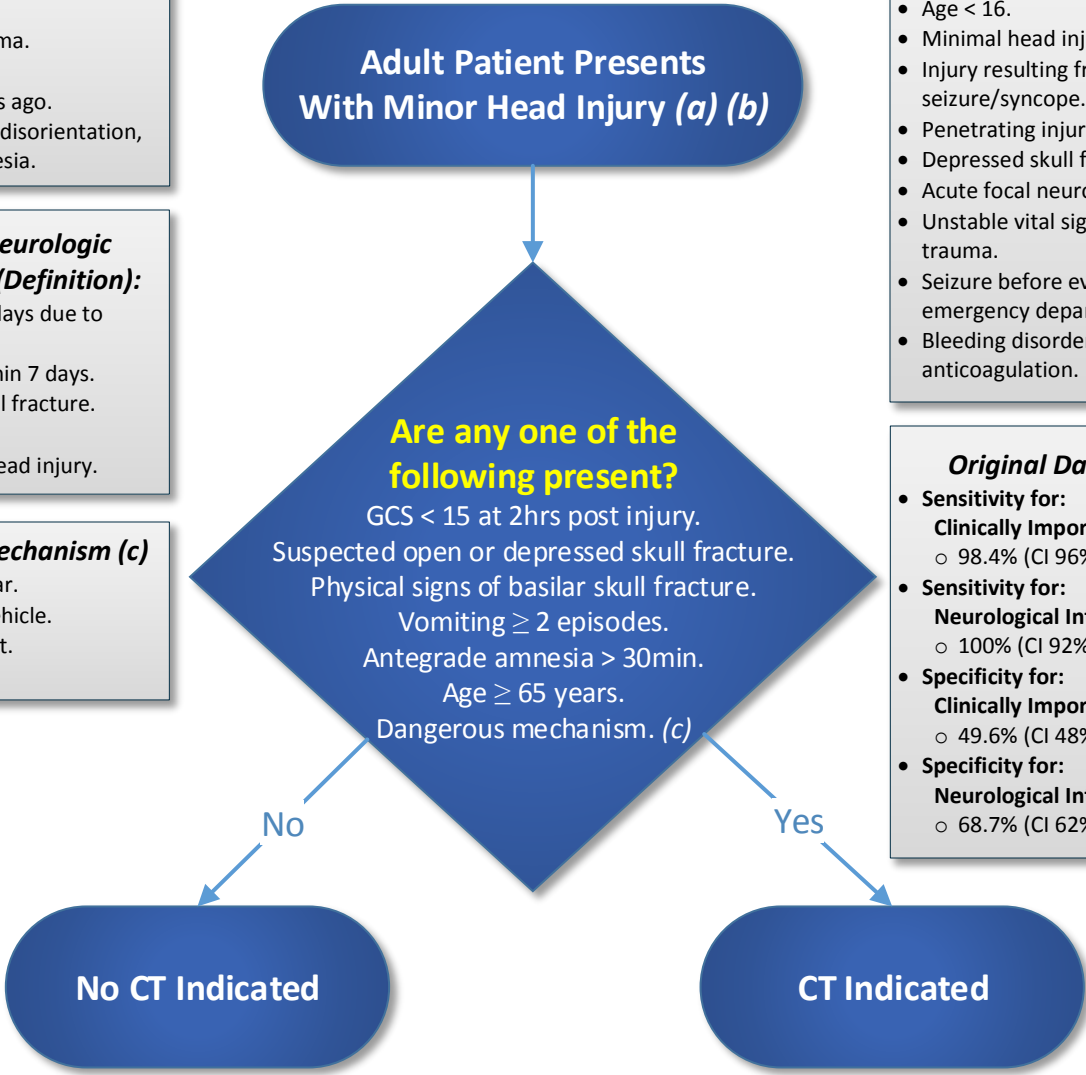 ma.
s ago.
disorientation,
esia.
eurologic
(Definition):
days due to
hin 7 days.
l fracture.
ead injury.
echanism (c)
ar.
ehicle.
t.
Adult Patient Presents
With Minor Head Injury (a) (b)
Are any one of the
following present?
GCS < 15 at 2hrs post injury.
Suspected open or depressed skull fracture.
Physical signs of basilar skull fracture.
Vomiting ≥ 2 episodes.
Antegrade amnesia > 30min.
Age ≥ 65 years.
Dangerous mechanism. (c)
No
Yes
No CT Indicated
CT Indicated
• Age < 16.
• Minimal head inj
• Injury resulting fr
seizure/syncope.
• Penetrating injur
• Depressed skull f
• Acute focal neuro
• Unstable vital sig
trauma.
• Seizure before ev
emergency depar
• Bleeding disorde
anticoagulation.
Original Da
• Sensitivity for:
Clinically Impor
○ 98.4% (CI 96%
• Sensitivity for:
Neurological Int
○ 100% (CI 92%
• Specificity for:
Clinically Impor
○ 49.6% (CI 48%
• Specificity for:
Neurological Int
○ 68.7% (CI 62%